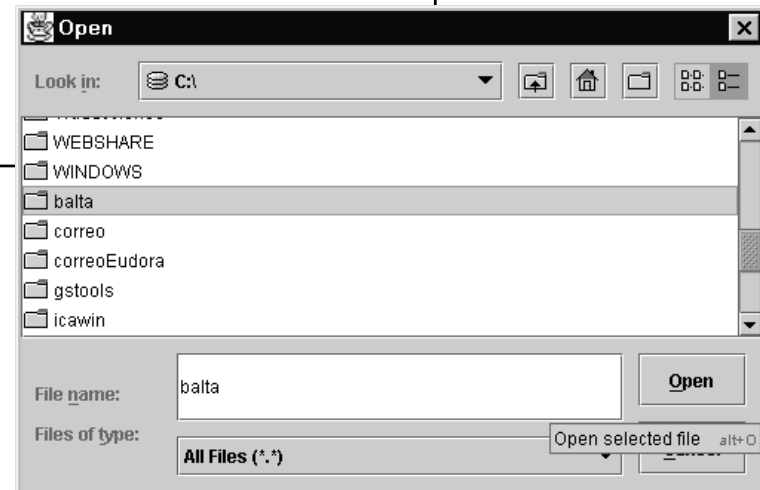 Open
Look in: C:\
WEBSHARE
WINDOWS
balta
correo
correoEudora
gstools
icawin
File name: balta Open
Files of type: All Files (*.*)
Open selected file alt+O